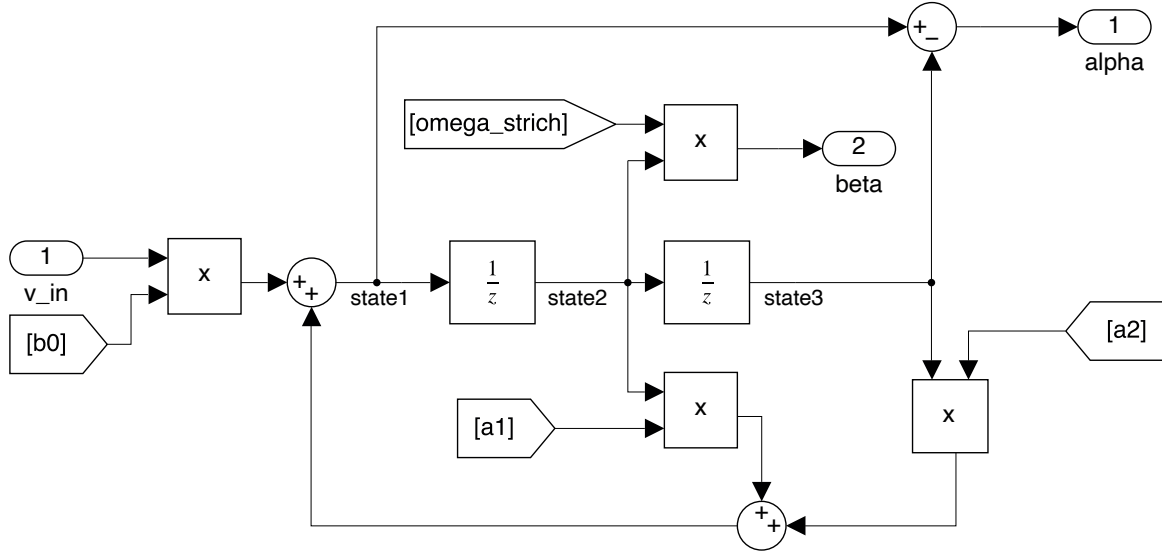 +
_
1
alpha
[omega_strich]
x
2
beta
1
v_in
x
+
+
state1
1
z
state2
1
z
state3
[b0]
[a2]
x
[a1]
x
+
+